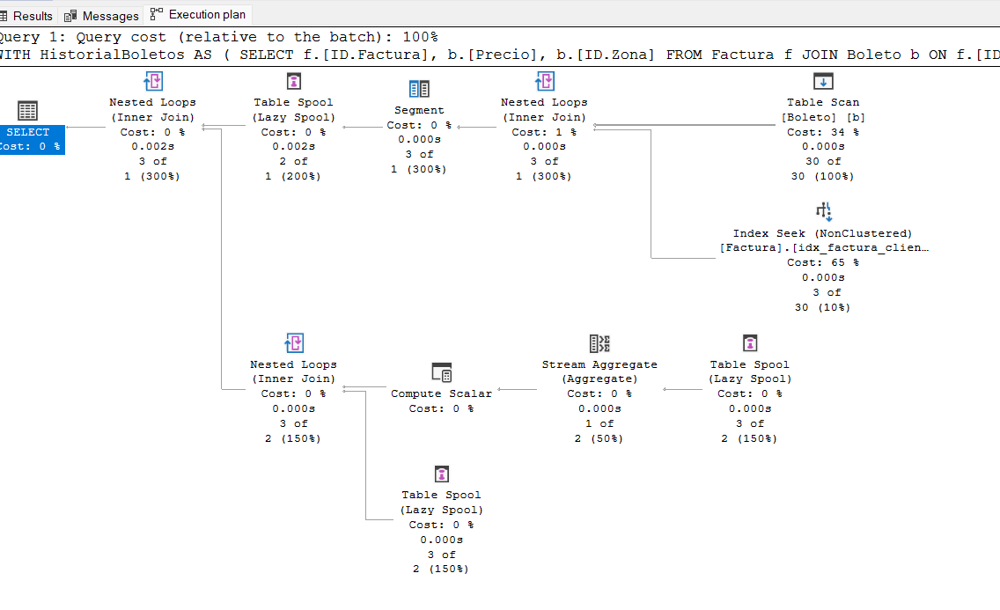 Results Messages Execution plan
Query 1: Query cost (relative to the batch): 100%
WITH HistorialBoletos AS ( SELECT f.[ID.Factura], b.[Precio], b.[ID.Zona] FROM Factura f JOIN Boleto b ON f.[ID
SELECT
Cost: 0 %
Nested Loops
(Inner Join)
Cost: 0 %
0.002s
3 of
1 (300%)
Table Spool
(Lazy Spool)
Cost: 0 %
0.002s
2 of
1 (200%)
Segment
Cost: 0 %
0.000s
3 of
1 (300%)
Nested Loops
(Inner Join)
Cost: 1 %
0.000s
3 of
1 (300%)
Table Scan
[Boleto] [b]
Cost: 34 %
0.000s
30 of
30 (100%)
Index Seek (NonClustered)
[Factura].[idx_factura_clien…
Cost: 65 %
0.000s
3 of
30 (10%)
Nested Loops
(Inner Join)
Cost: 0 %
0.000s
3 of
2 (150%)
Compute Scalar
Cost: 0 %
Stream Aggregate
(Aggregate)
Cost: 0 %
0.000s
1 of
2 (50%)
Table Spool
(Lazy Spool)
Cost: 0 %
0.000s
3 of
2 (150%)
Table Spool
(Lazy Spool)
Cost: 0 %
0.000s
3 of
2 (150%)